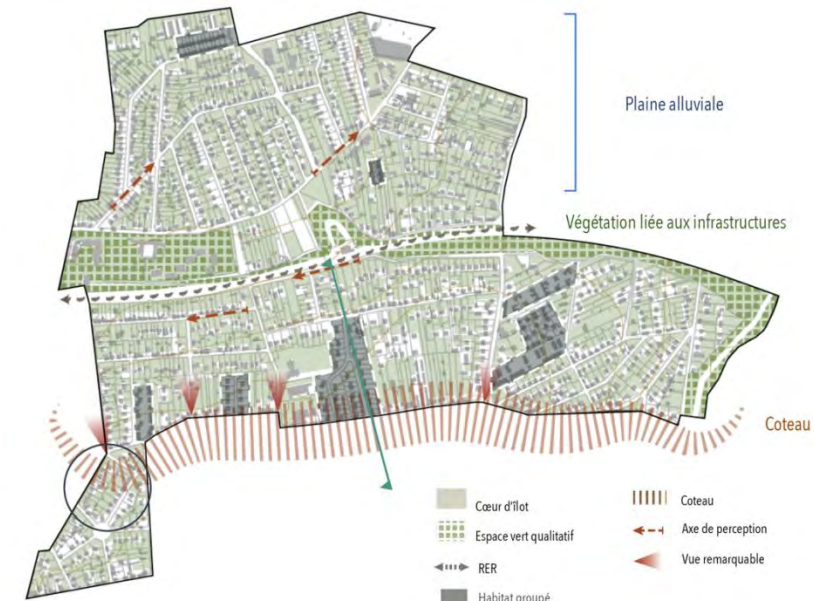 Plaine alluviale
Végétation liée aux infrastructures
Coteau
Cœur d'îlot
Espace vert qualitatif
RER
Habitat groupé
Coteau
Axe de perception
Vue remarquable